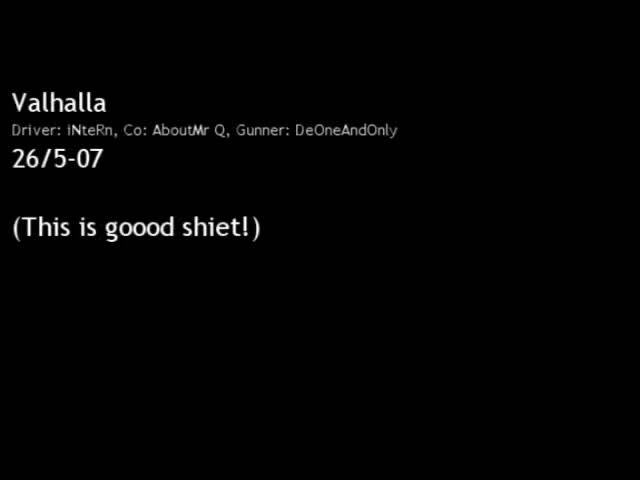 Valhalla
Driver: iNteRn, Co: AboutMr Q, Gunner: DeOneAndOnly
26/5-07
(This is goood shiet!)